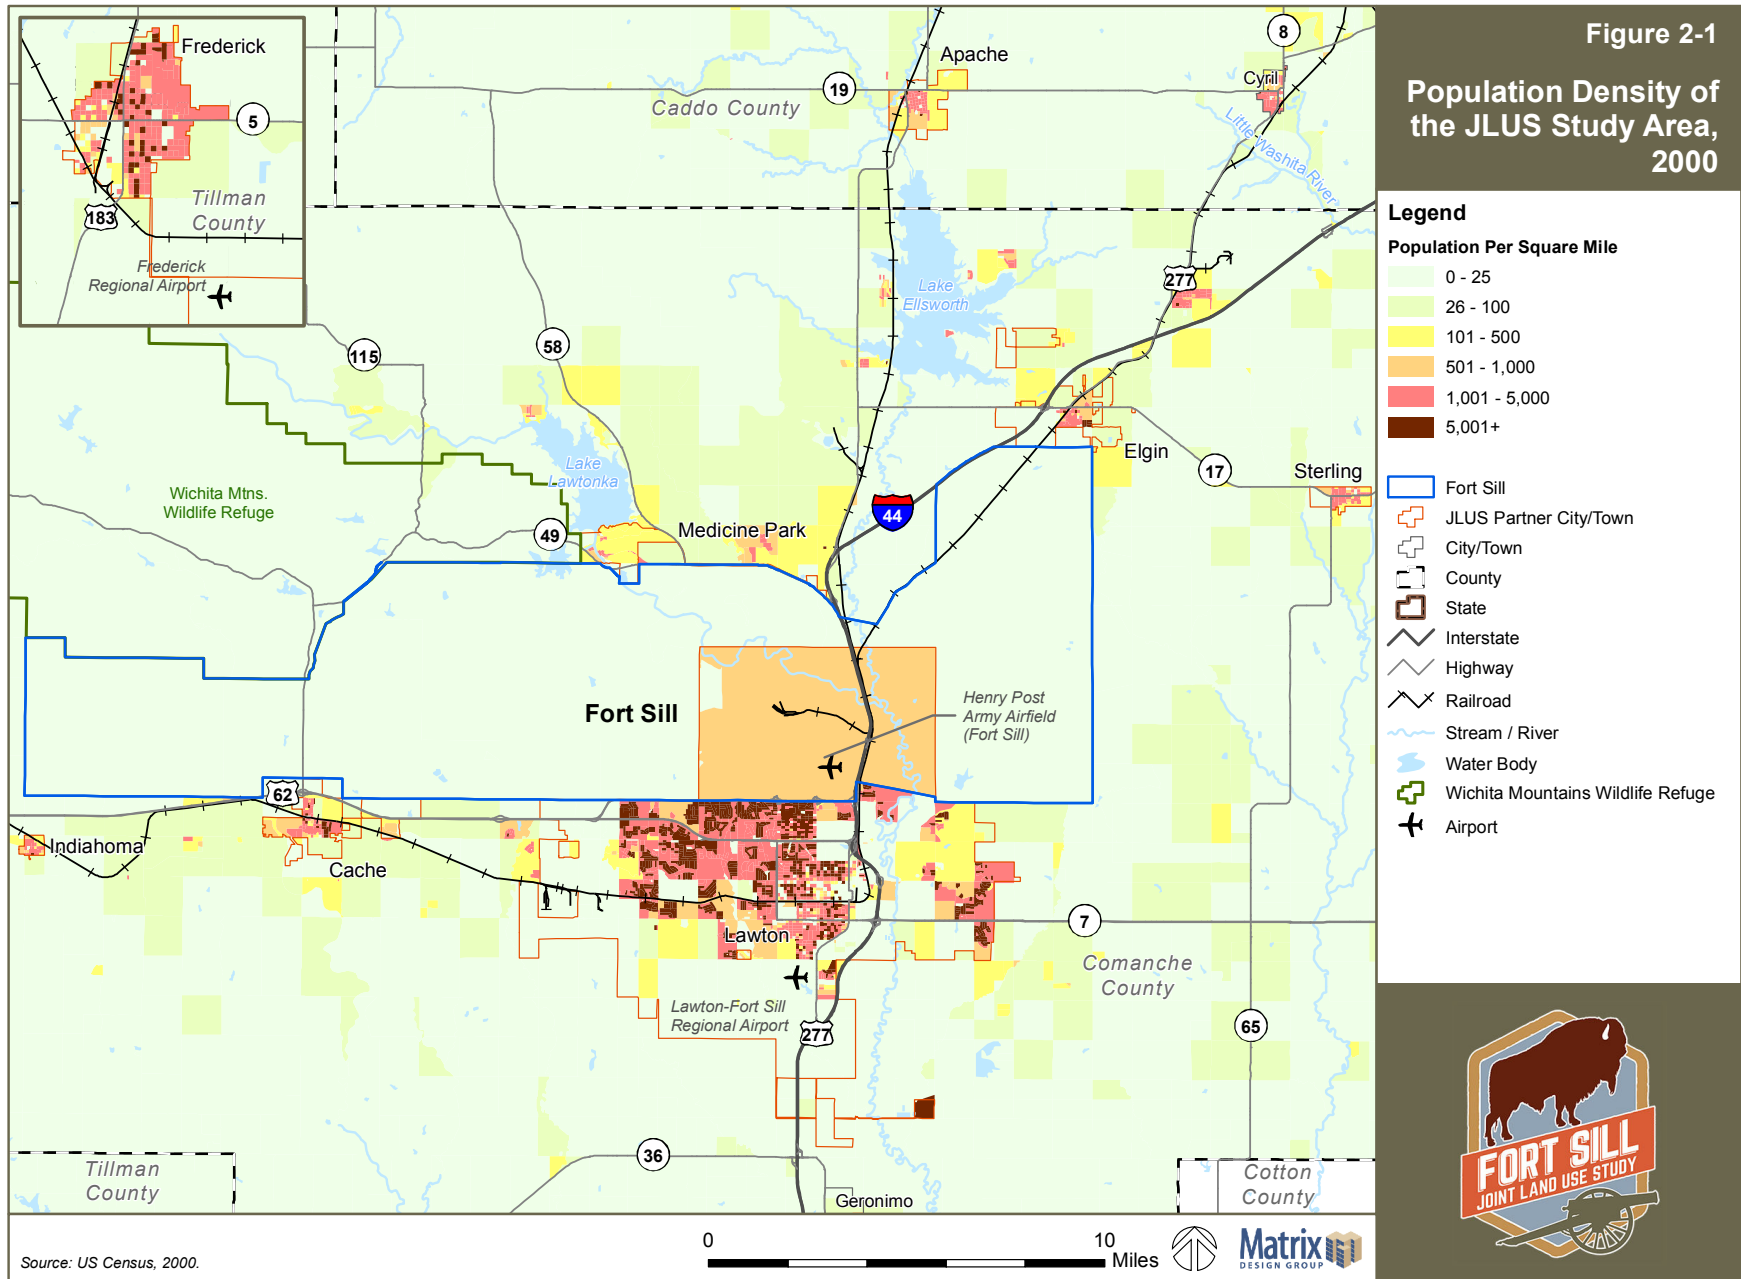 Figure 2-1
Population Density of
the JLUS Study Area,
2000
Legend
Population Per Square Mile
0 - 25
26 - 100
101 - 500
501 - 1,000
1,001 - 5,000
5,001+
Fort Sill
JLUS Partner City/Town
City/Town
County
State
Interstate
Highway
Railroad
Stream / River
Water Body
Wichita Mountains Wildlife Refuge
Airport
FORT SILL
JOINT LAND USE STUDY
Frederick
5
Tillman
County
183
Frederick
Regional Airport
Apache
8
Cyril
19
Caddo County
Little Washita River
277
Lake
Ellsworth
115
58
Elgin
17
Sterling
Lake
Lawtonka
Wichita Mtns.
Wildlife Refuge
44
49
Medicine Park
Fort Sill
Henry Post
Army Airfield
(Fort Sill)
62
Indiahoma
Cache
Lawton
7
Comanche
County
Lawton-Fort Sill
Regional Airport
277
65
36
Tillman
County
Cotton
County
Geronimo
Source: US Census, 2000.
0
10
Miles
Matrix
DESIGN GROUP